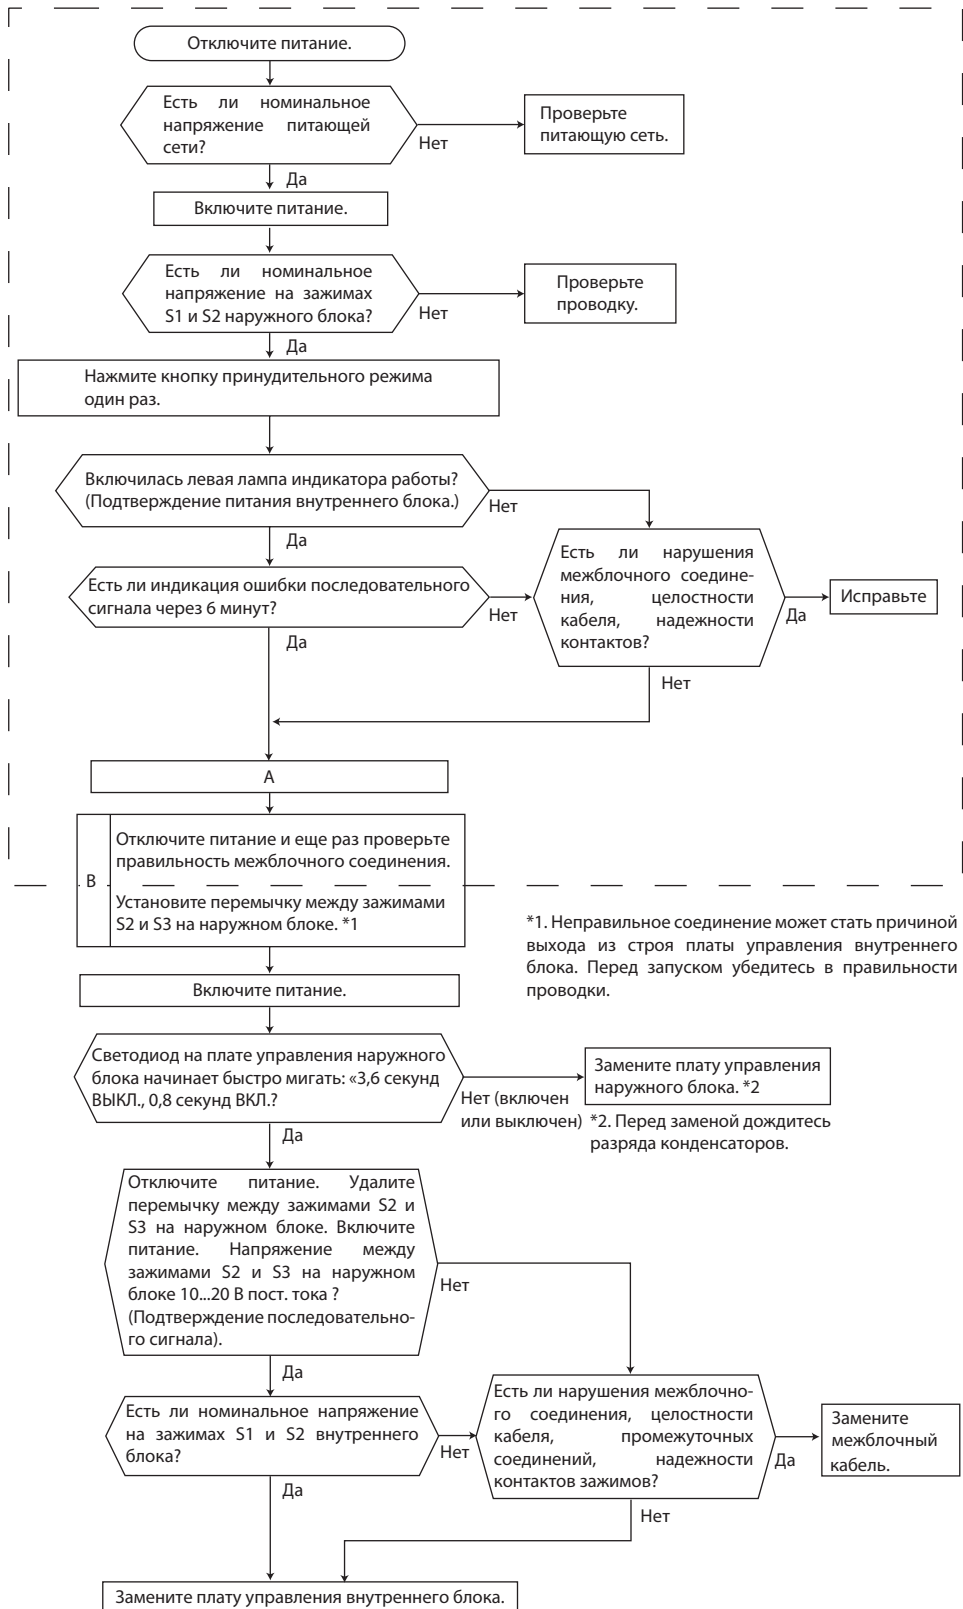 Отключите питание.
Есть ли номинальное
напряжение питающей
сети?
Нет
Проверьте
питающую сеть.
Да
Включите питание.
Есть ли номинальное
напряжение на зажимах
S1 и S2 наружного блока?
Нет
Проверьте
проводку.
Да
Нажмите кнопку принудительного режима
один раз.
Включилась левая лампа индикатора работы?
(Подтверждение питания внутреннего блока.)
Нет
Да
Есть ли индикация ошибки последовательного
сигнала через 6 минут?
Нет
Да
Есть ли нарушения
межблочного соедине-
ния, целостности
кабеля, надежности
контактов?
Да
Исправьте
Нет
A
B
Отключите питание и еще раз проверьте
правильность межблочного соединения.
Установите перемычку между зажимами
S2 и S3 на наружном блоке. *1
*1. Неправильное соединение может стать причиной
выхода из строя платы управления внутреннего
блока. Перед запуском убедитесь в правильности
проводки.
Включите питание.
Светодиод на плате управления наружного
блока начинает быстро мигать: «3,6 секунд
ВЫКЛ., 0,8 секунд ВКЛ.?
Нет (включен
или выключен)
Замените плату управления
наружного блока. *2
*2. Перед заменой дождитесь
разряда конденсаторов.
Да
Отключите питание. Удалите
перемычку между зажимами S2 и
S3 на наружном блоке. Включите
питание. Напряжение между
зажимами S2 и S3 на наружном
блоке 10...20 В пост. тока ?
(Подтверждение последовательно-
го сигнала).
Нет
Да
Есть ли номинальное напряжение
на зажимах S1 и S2 внутреннего
блока?
Нет
Да
Есть ли нарушения межблочно-
го соединения, целостности
кабеля, промежуточных
соединений, надежности
контактов зажимов?
Да
Замените
межблочный
кабель.
Нет
Замените плату управления внутреннего блока.